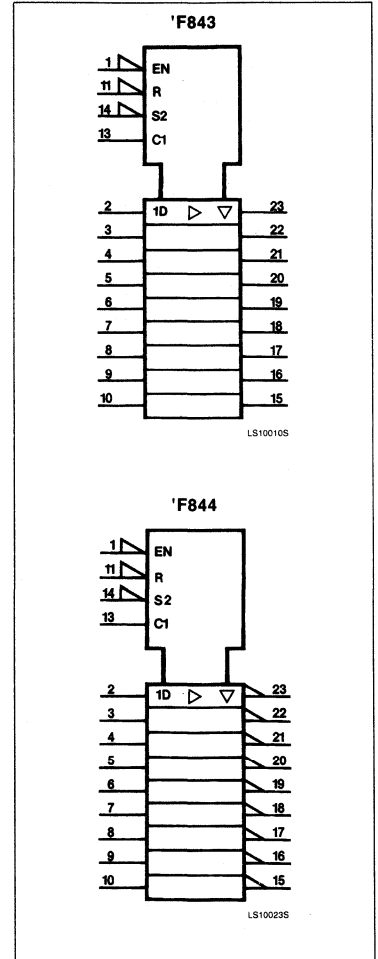 'F843
1 EN
11 R
14 S2
13 C1
2 1D 23
3 22
4 21
5 20
6 19
7 18
8 17
9 16
10 15
LS10010S
'F844
1 EN
11 R
14 S2
13 C1
2 1D 23
3 22
4 21
5 20
6 19
7 18
8 17
9 16
10 15
LS10023S